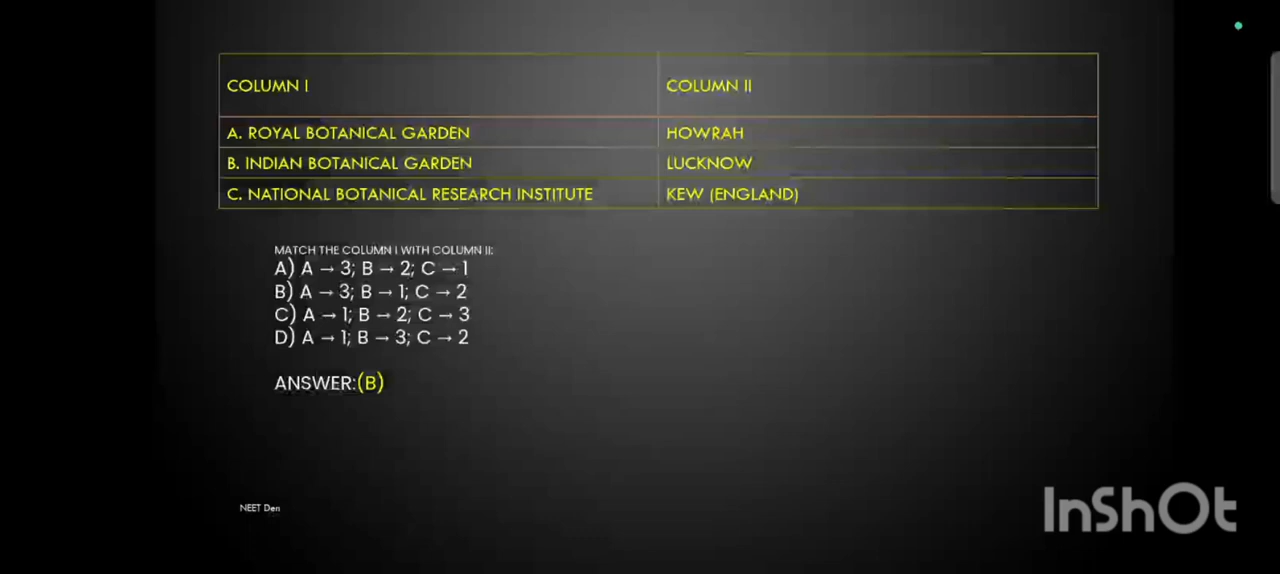 COLUMN I COLUMN II
A. ROYAL BOTANICAL GARDEN HOWRAH
B. INDIAN BOTANICAL GARDEN LUCKNOW
C. NATIONAL BOTANICAL RESEARCH INSTITUTE KEW (ENGLAND)
MATCH THE COLUMN I WITH COLUMN II:
A) A → 3; B → 2; C → 1
B) A → 3; B → 1; C → 2
C) A → 1; B → 2; C → 3
D) A → 1; B → 3; C → 2
ANSWER:(B)
NEET Den
InShOt